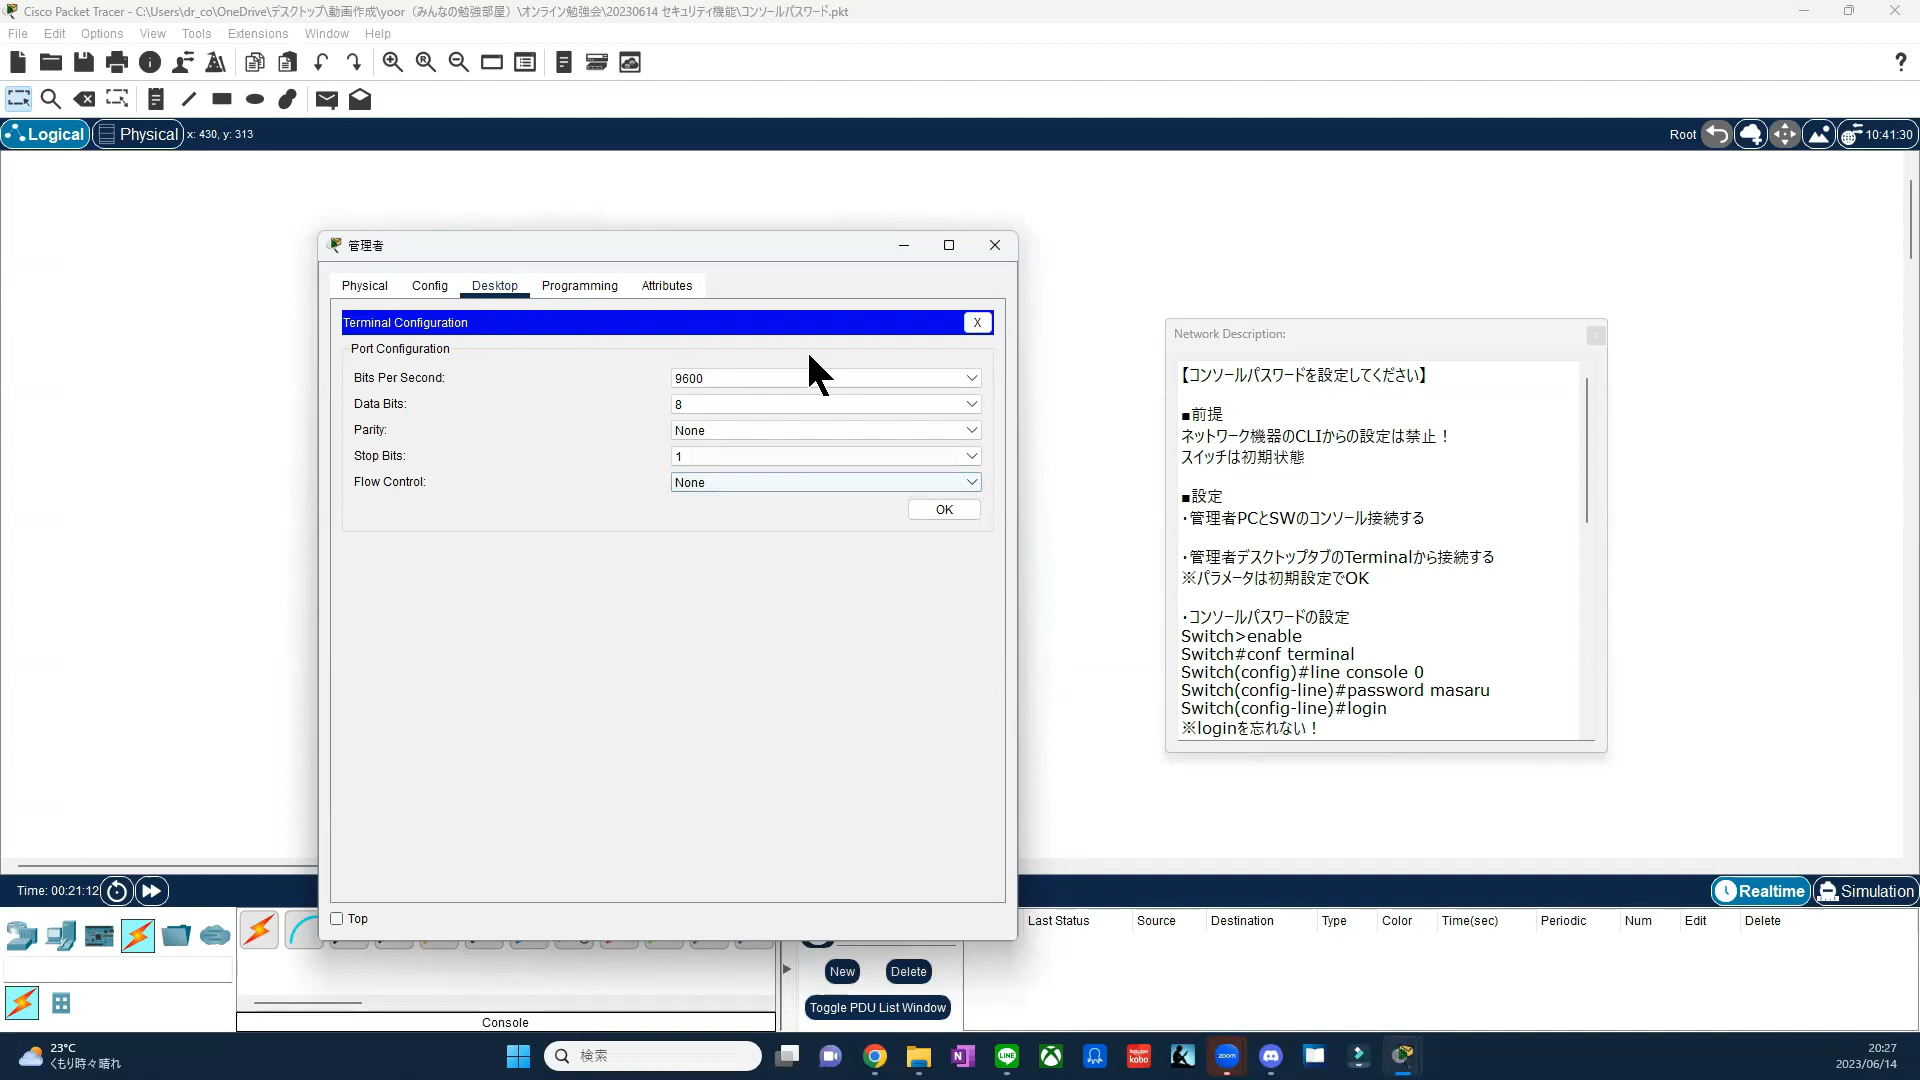 Cisco Packet Tracer - C:\Users\dr_co\OneDrive\デスクトップ\動画作成\yoor（みんなの勉強部屋）\オンライン勉強会\20230614 セキュリティ機能\コンソールパスワード.pkt
File Edit Options View Tools Extensions Window Help
Logical Physical x: 430, y: 313 Root 10:41:30
管理者
Physical Config Desktop Programming Attributes
Terminal Configuration X
Port Configuration
Bits Per Second: 9600
Data Bits: 8
Parity: None
Stop Bits: 1
Flow Control: None
OK
Top
Network Description:
【コンソールパスワードを設定してください】
■前提
ネットワーク機器のCLIからの設定は禁止！
スイッチは初期状態
■設定
・管理者PCとSWのコンソール接続する
・管理者デスクトップタブのTerminalから接続する
※パラメータは初期設定でOK
・コンソールパスワードの設定
Switch>enable
Switch#conf terminal
Switch(config)#line console 0
Switch(config-line)#password masaru
Switch(config-line)#login
※loginを忘れない！
Time: 00:21:12 Realtime Simulation
Last Status Source Destination Type Color Time(sec) Periodic Num Edit Delete
New Delete
Toggle PDU List Window
Console
23°C
くもり時々晴れ
検索
LINE
Rakuten
kobo
zoom
20:27
2023/06/14